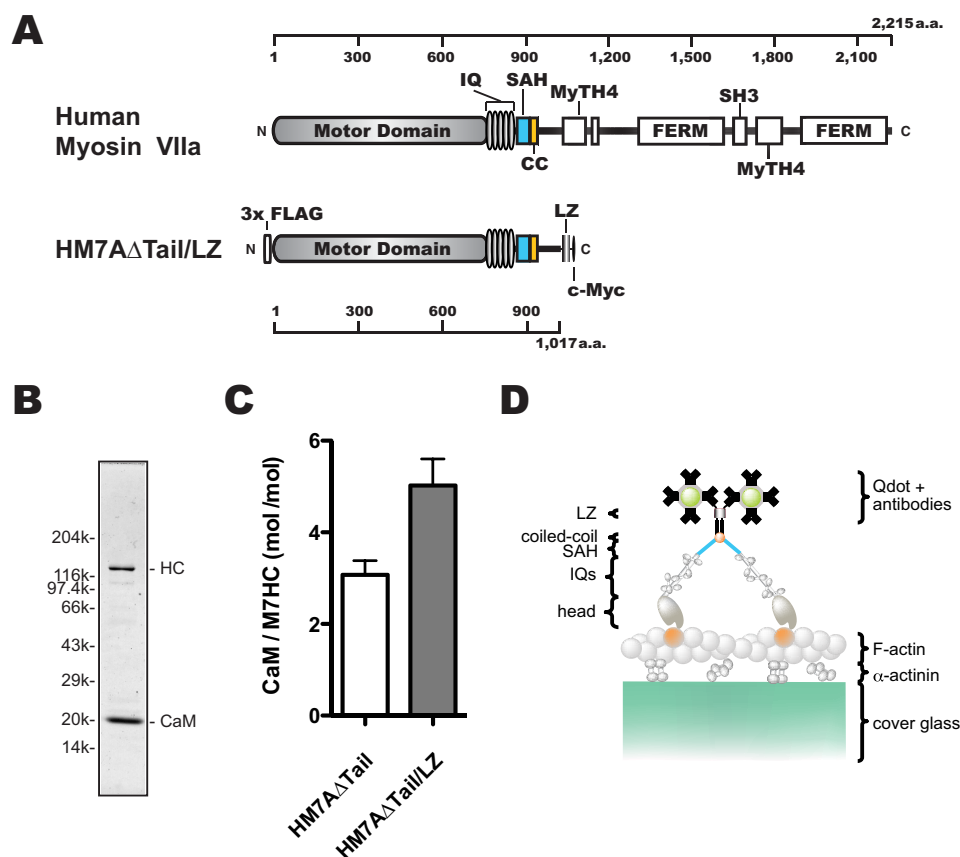 A
2,215 a.a.
1 300 600 900 1,200 1,500 1,800 2,100
IQ SAH MyTH4 SH3
Human
Myosin VIIa
N Motor Domain FERM FERM C
CC MyTH4
3x FLAG LZ
HM7AΔTail/LZ
N Motor Domain C
c-Myc
1 300 600 900
1,017 a.a.
B
204k-
116k-
97.4k-
66k-
43k-
29k-
20k-
14k-
- HC
- CaM
C
CaM / M7HC (mol /mol)
6
4
2
0
HM7AΔTail
HM7AΔTail/LZ
D
LZ
coiled-coil
SAH
IQs
head
Qdot +
antibodies
F-actin
α-actinin
cover glass